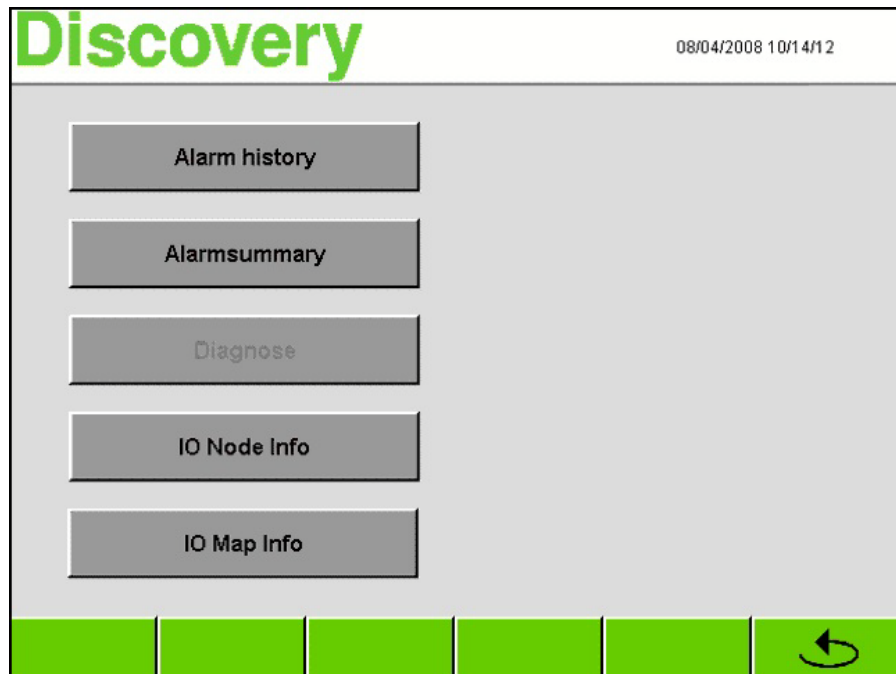 Discovery
08/04/2008 10/14/12
Alarm history
Alarmsummary
Diagnose
IO Node Info
IO Map Info